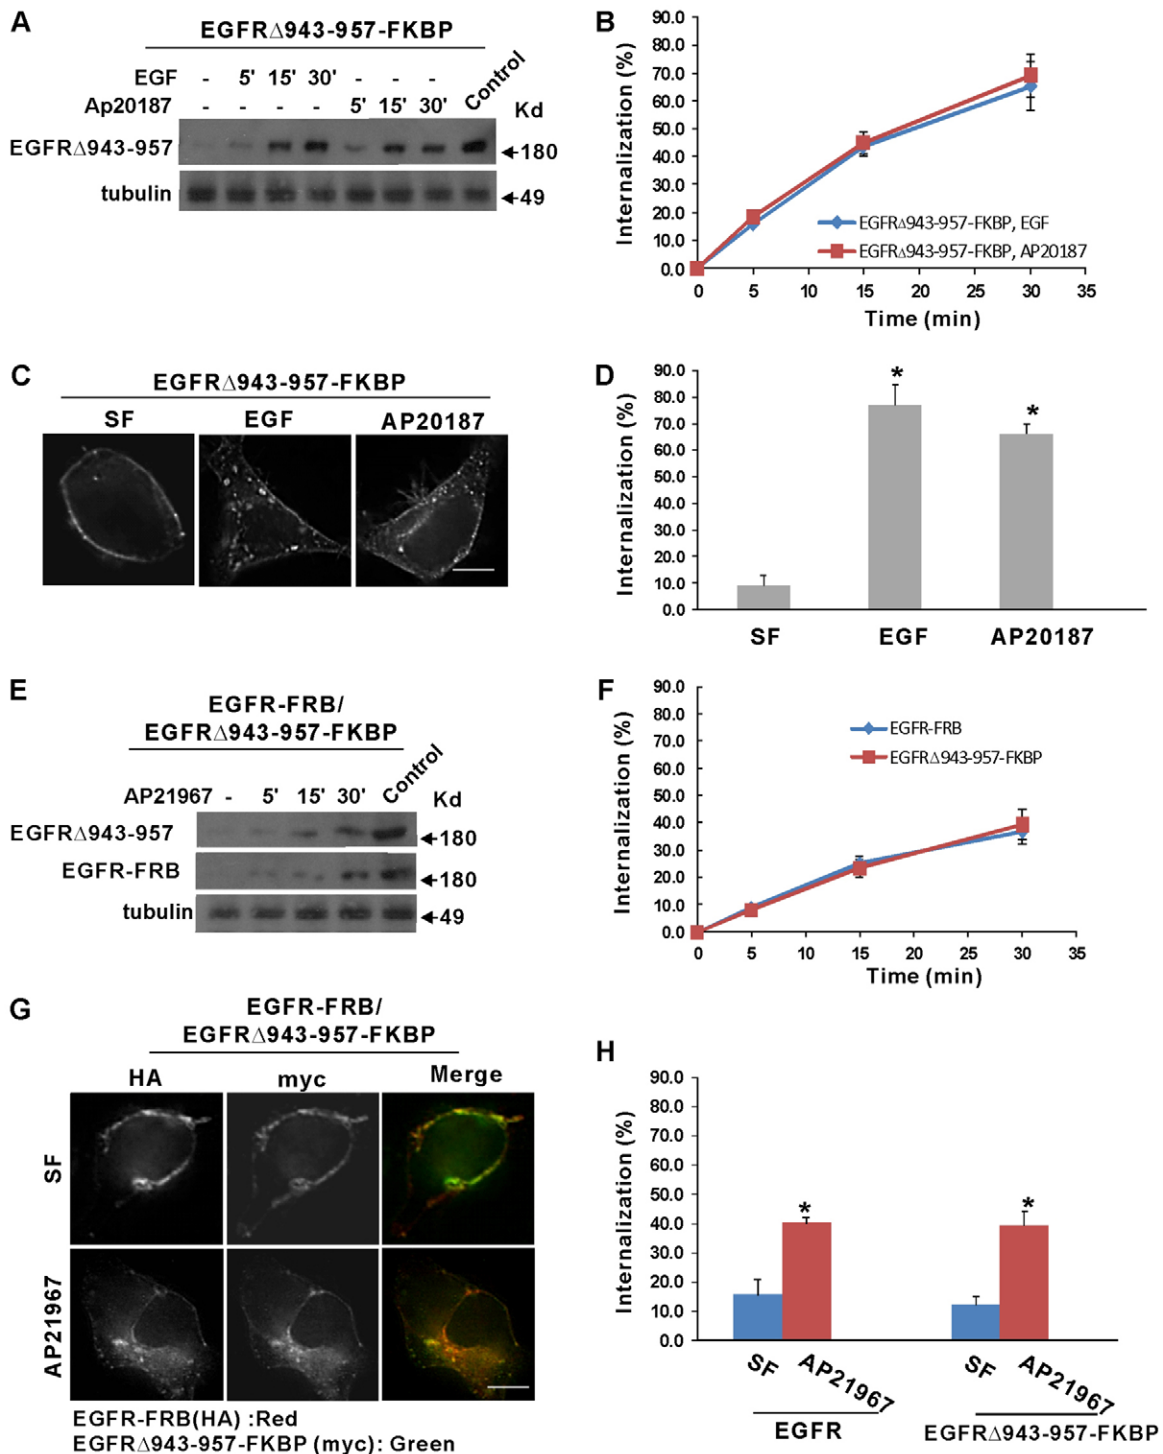 A
EGFRΔ943-957-FKBP
EGF - 5' 15' 30' - - - Control
Ap20187 - - - - 5' 15' 30' Kd
EGFRΔ943-957 180
tubulin 49
B
Internalization (%)
90.0
80.0
70.0
60.0
50.0
40.0
30.0
20.0
10.0
0.0
EGFRΔ943-957-FKBP, EGF
EGFRΔ943-957-FKBP, AP20187
0 5 15 20 25 30 35
Time (min)
C
EGFRΔ943-957-FKBP
SF EGF AP20187
D
Internalization (%)
90.0
80.0
70.0
60.0
50.0
40.0
30.0
20.0
10.0
0.0
* *
SF EGF AP20187
E
EGFR-FRB/
EGFRΔ943-957-FKBP
AP21967 - 5' 15' 30' Control Kd
EGFRΔ943-957 180
EGFR-FRB 180
tubulin 49
F
Internalization (%)
90.0
80.0
70.0
60.0
50.0
40.0
30.0
20.0
10.0
0.0
EGFR-FRB
EGFRΔ943-957-FKBP
0 5 10 15 20 25 30 35
Time (min)
G
EGFR-FRB/
EGFRΔ943-957-FKBP
HA myc Merge
SF
AP21967
EGFR-FRB(HA) :Red
EGFRΔ943-957-FKBP (myc): Green
H
Internalization (%)
90.0
80.0
70.0
60.0
50.0
40.0
30.0
20.0
10.0
0.0
* *
SF AP21967 SF AP21967
EGFR EGFRΔ943-957-FKBP